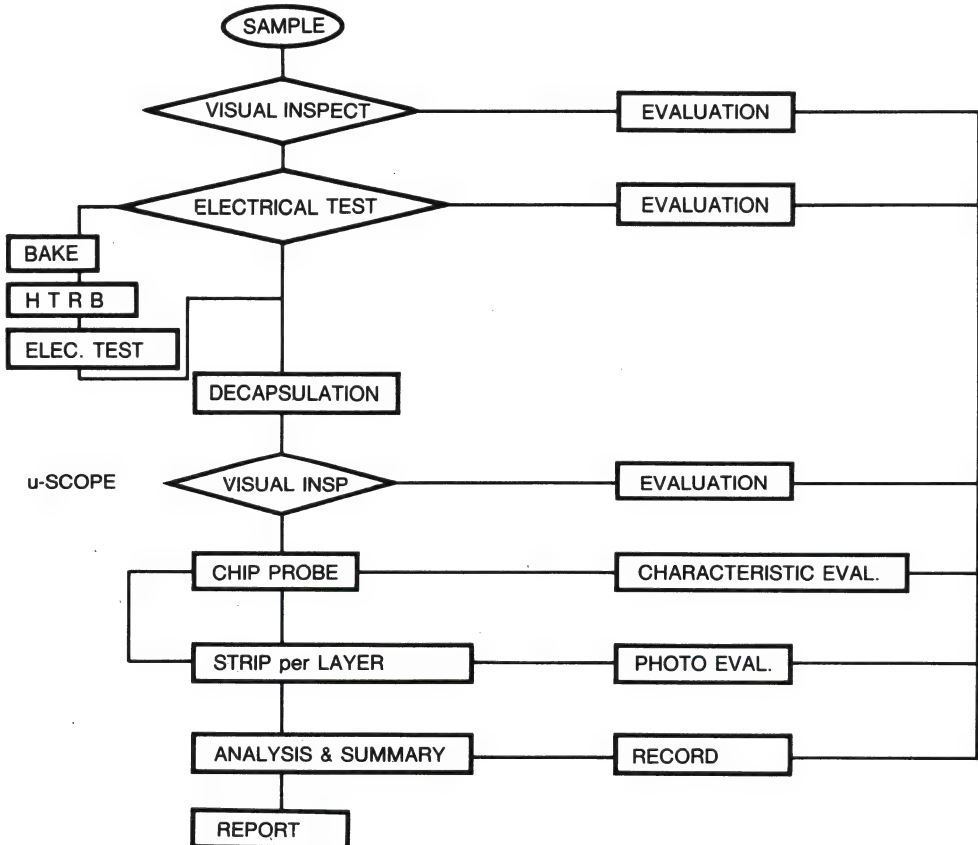 SAMPLE
VISUAL INSPECT
EVALUATION
ELECTRICAL TEST
EVALUATION
BAKE
H T R B
ELEC. TEST
DECAPSULATION
u-SCOPE
VISUAL INSP
EVALUATION
CHIP PROBE
CHARACTERISTIC EVAL.
STRIP per LAYER
PHOTO EVAL.
ANALYSIS & SUMMARY
RECORD
REPORT